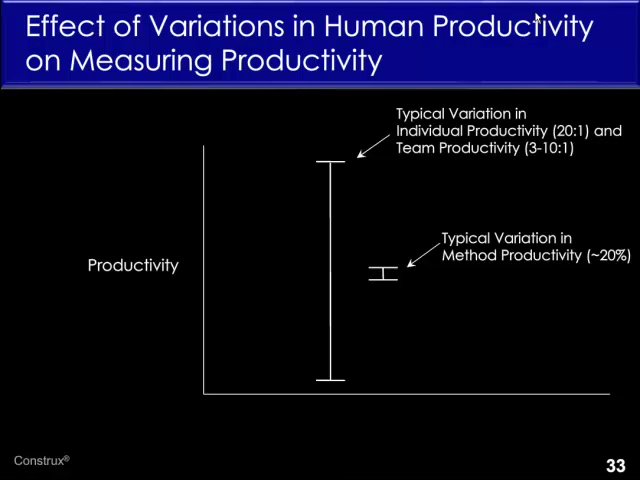 Effect of Variations in Human Productivity
on Measuring Productivity
Typical Variation in
Individual Productivity (20:1) and
Team Productivity (3-10:1)
Typical Variation in
Method Productivity (~20%)
Productivity
Construx®
33